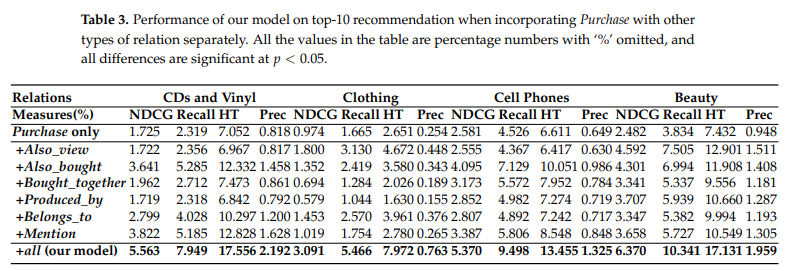 Table 3. Performance of our model on top-10 recommendation when incorporating Purchase with other
types of relation separately. All the values in the table are percentage numbers with ‘%’ omitted, and
all differences are significant at p < 0.05.
Relations CDs and Vinyl Clothing Cell Phones Beauty
Measures(%) NDCG Recall HT Prec NDCG Recall HT Prec NDCG Recall HT Prec NDCG Recall HT Prec
Purchase only 1.725 2.319 7.052 0.818 0.974 1.665 2.651 0.254 2.581 4.526 6.611 0.649 2.482 3.834 7.432 0.948
+Also_view 1.722 2.356 6.967 0.817 1.800 3.130 4.672 0.448 2.555 4.367 6.417 0.630 4.592 7.505 12.901 1.511
+Also_bought 3.641 5.285 12.332 1.458 1.352 2.419 3.580 0.343 4.095 7.129 10.051 0.986 4.301 6.994 11.908 1.408
+Bought_together 1.962 2.712 7.473 0.861 0.694 1.284 2.026 0.189 3.173 5.572 7.952 0.784 3.341 5.337 9.556 1.181
+Produced_by 1.719 2.318 6.842 0.792 0.579 1.044 1.630 0.155 2.852 4.982 7.274 0.719 3.707 5.939 10.660 1.287
+Belongs_to 2.799 4.028 10.297 1.200 1.453 2.570 3.961 0.376 2.807 4.892 7.242 0.717 3.347 5.382 9.994 1.193
+Mention 3.822 5.185 12.828 1.628 1.019 1.754 2.780 0.265 3.387 5.806 8.548 0.848 3.658 5.727 10.549 1.305
+all (our model) 5.563 7.949 17.556 2.192 3.091 5.466 7.972 0.763 5.370 9.498 13.455 1.325 6.370 10.341 17.131 1.959